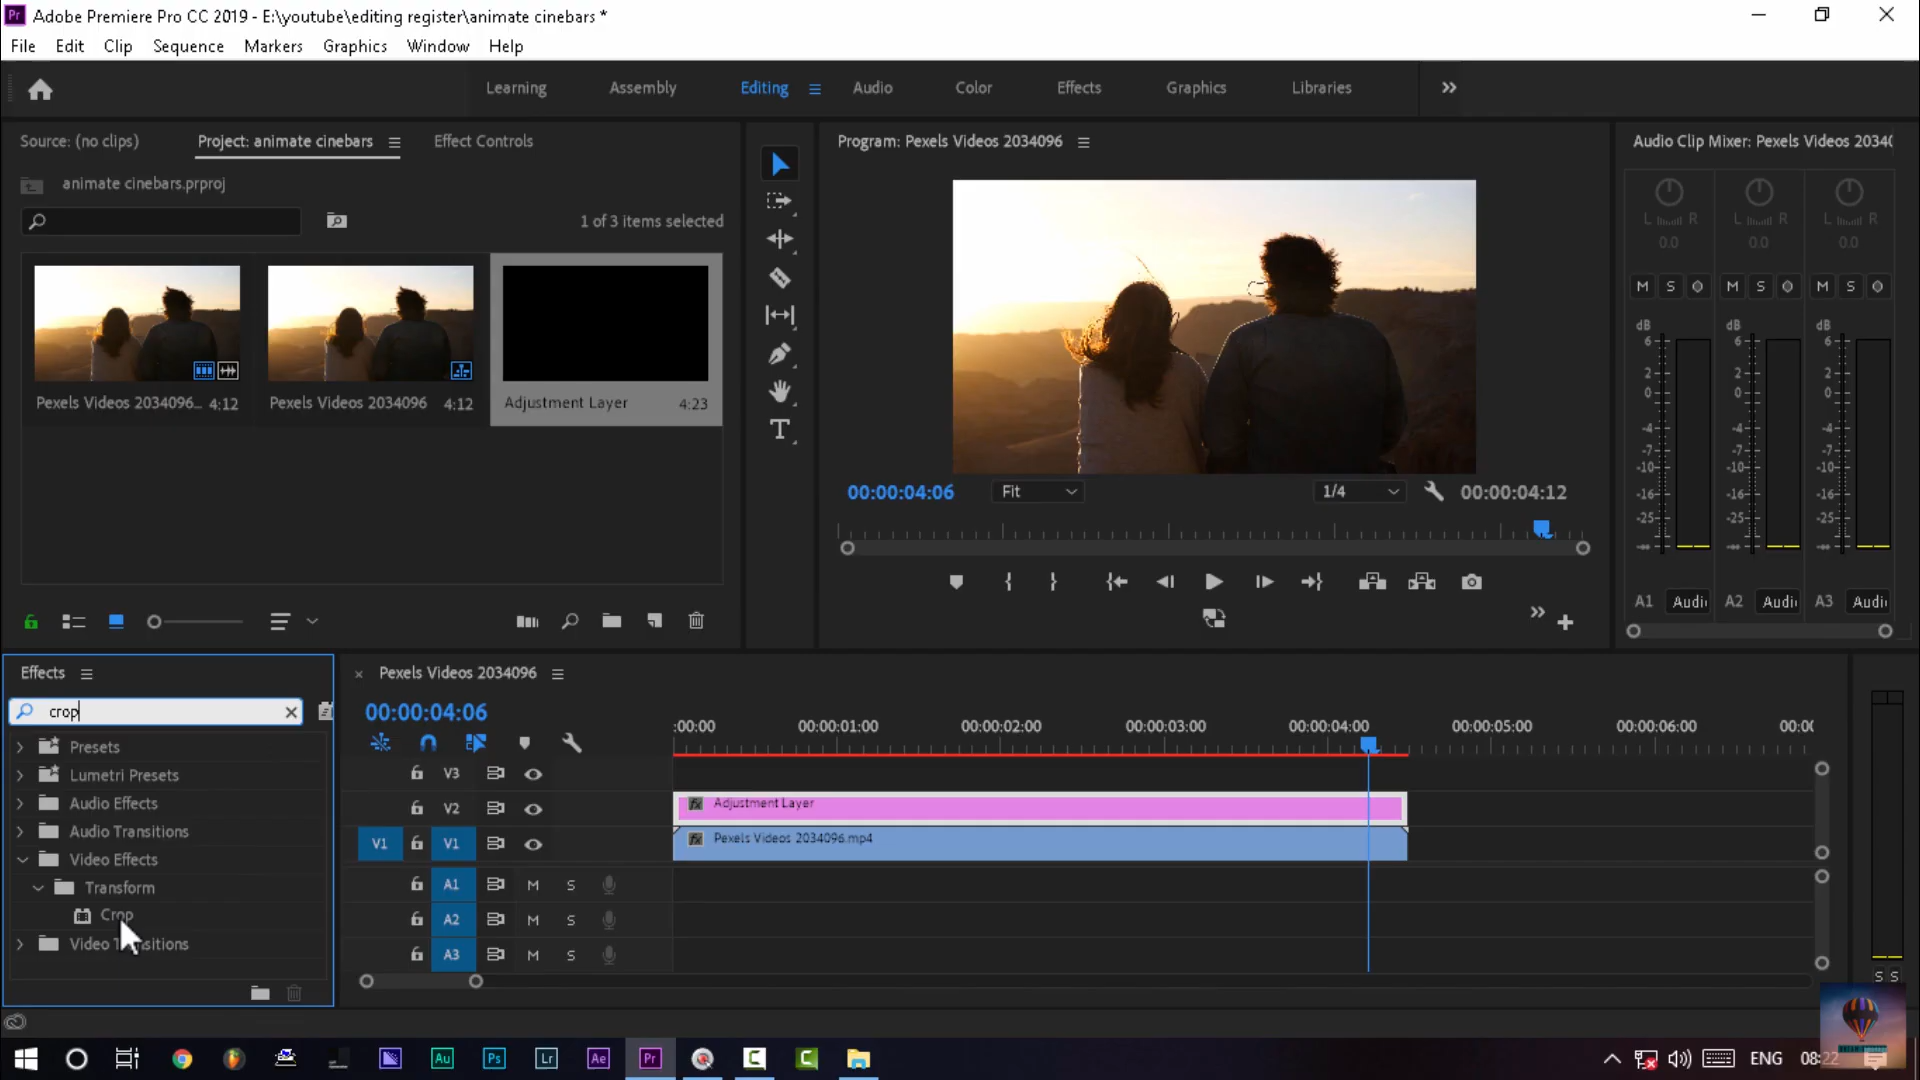 Pr Adobe Premiere Pro CC 2019 - E:\youtube\editing register\animate cinebars *
File Edit Clip Sequence Markers Graphics Window Help
Learning Assembly Editing Audio Color Effects Graphics Libraries
Source: (no clips) Project: animate cinebars Effect Controls
Program: Pexels Videos 2034096
Audio Clip Mixer: Pexels Videos 2034
animate cinebars.prproj
1 of 3 items selected
L R L R L R
0.0 0.0 0.0
M S M S M S
Pexels Videos 2034096... 4:12 Pexels Videos 2034096 4:12 Adjustment Layer 4:23
dB dB dB
6 6 6
2 2 2
0 0 0
-4 -4 -4
-7 -7 -7
-10 -10 -10
-16 -16 -16
-25 -25 -25
-∞ -∞ -∞
T
00:00:04:06 Fit 1/4 00:00:04:12
A1 Audi A2 Audi A3 Audi
Effects
crop
Presets
Lumetri Presets
Audio Effects
Audio Transitions
Video Effects
Transform
Crop
Pexels Videos 2034096
00:00:04:06
:00:00 00:00:01:00 00:00:02:00 00:00:03:00 00:00:04:00 00:00:05:00 00:00:06:00 00:0
V3
V2 fx Adjustment Layer
V1 V1 fx Pexels Videos 2034096.mp4
A1 M S
A2 M S
A3 M S
S S
Au Ps Lr Ae Pr C C ENG